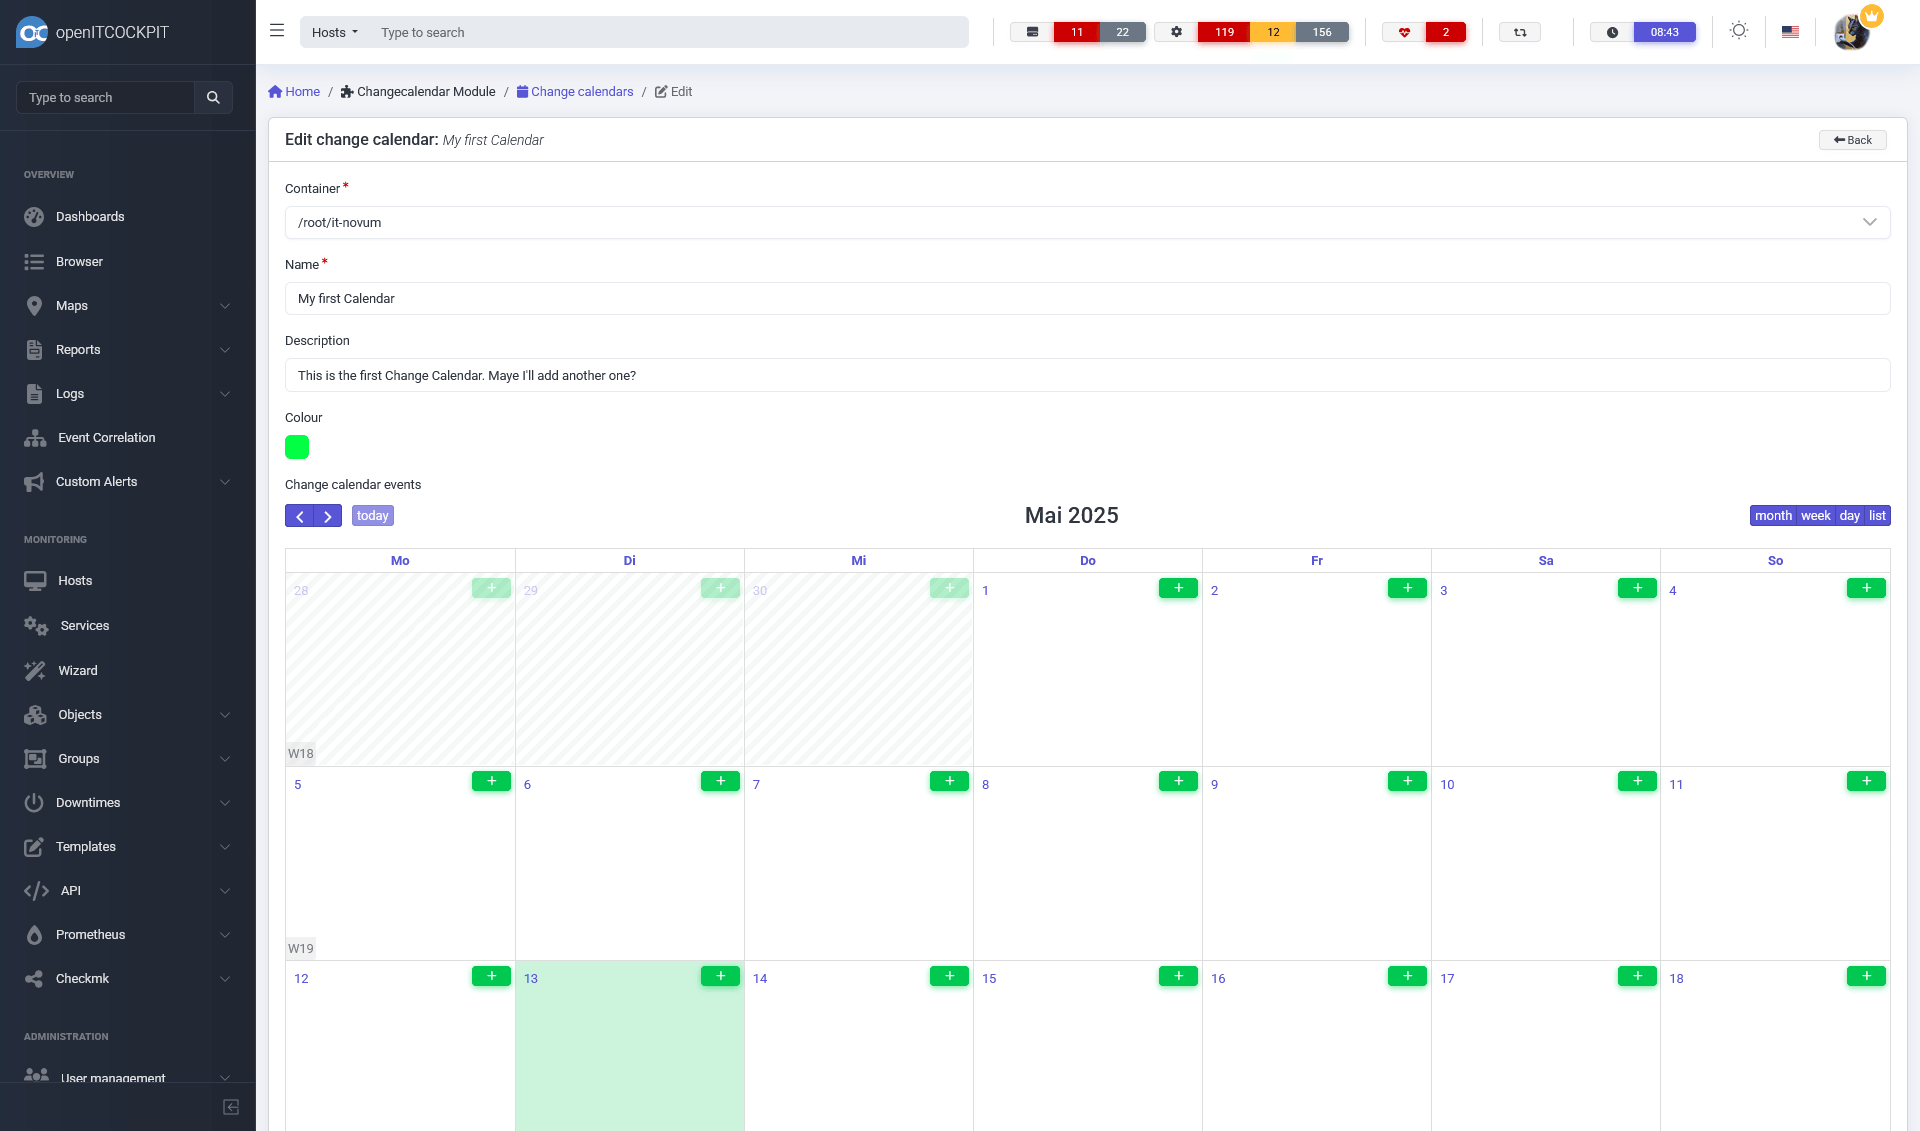 openITCOCKPIT
Hosts Type to search 11 22 119 12 156 2 08:43
Type to search
Home / Changecalendar Module / Change calendars / Edit
Edit change calendar: My first Calendar
Back
OVERVIEW
Dashboards
Browser
Maps
Reports
Logs
Event Correlation
Custom Alerts
MONITORING
Hosts
Services
Wizard
Objects
Groups
Downtimes
Templates
API
Prometheus
Checkmk
ADMINISTRATION
User management
Container *
/root/it-novum
Name *
My first Calendar
Description
This is the first Change Calendar. Maye I'll add another one?
Colour
Change calendar events
today Mai 2025 month week day list
Mo Di Mi Do Fr Sa So
28 + 29 + 30 + 1 + 2 + 3 + 4 +
W18
5 + 6 + 7 + 8 + 9 + 10 + 11 +
W19
12 + 13 + 14 + 15 + 16 + 17 + 18 +